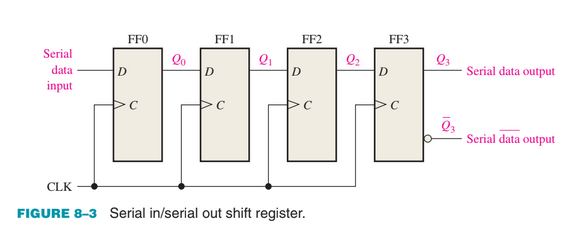 FF0 FF1 FF2 FF3
Serial
data
input
Q0 Q1 Q2 Q3
D D D D
Serial data output
C C C C
Q̅3
Serial d̅a̅t̅a̅ output
CLK
FIGURE 8–3 Serial in/serial out shift register.